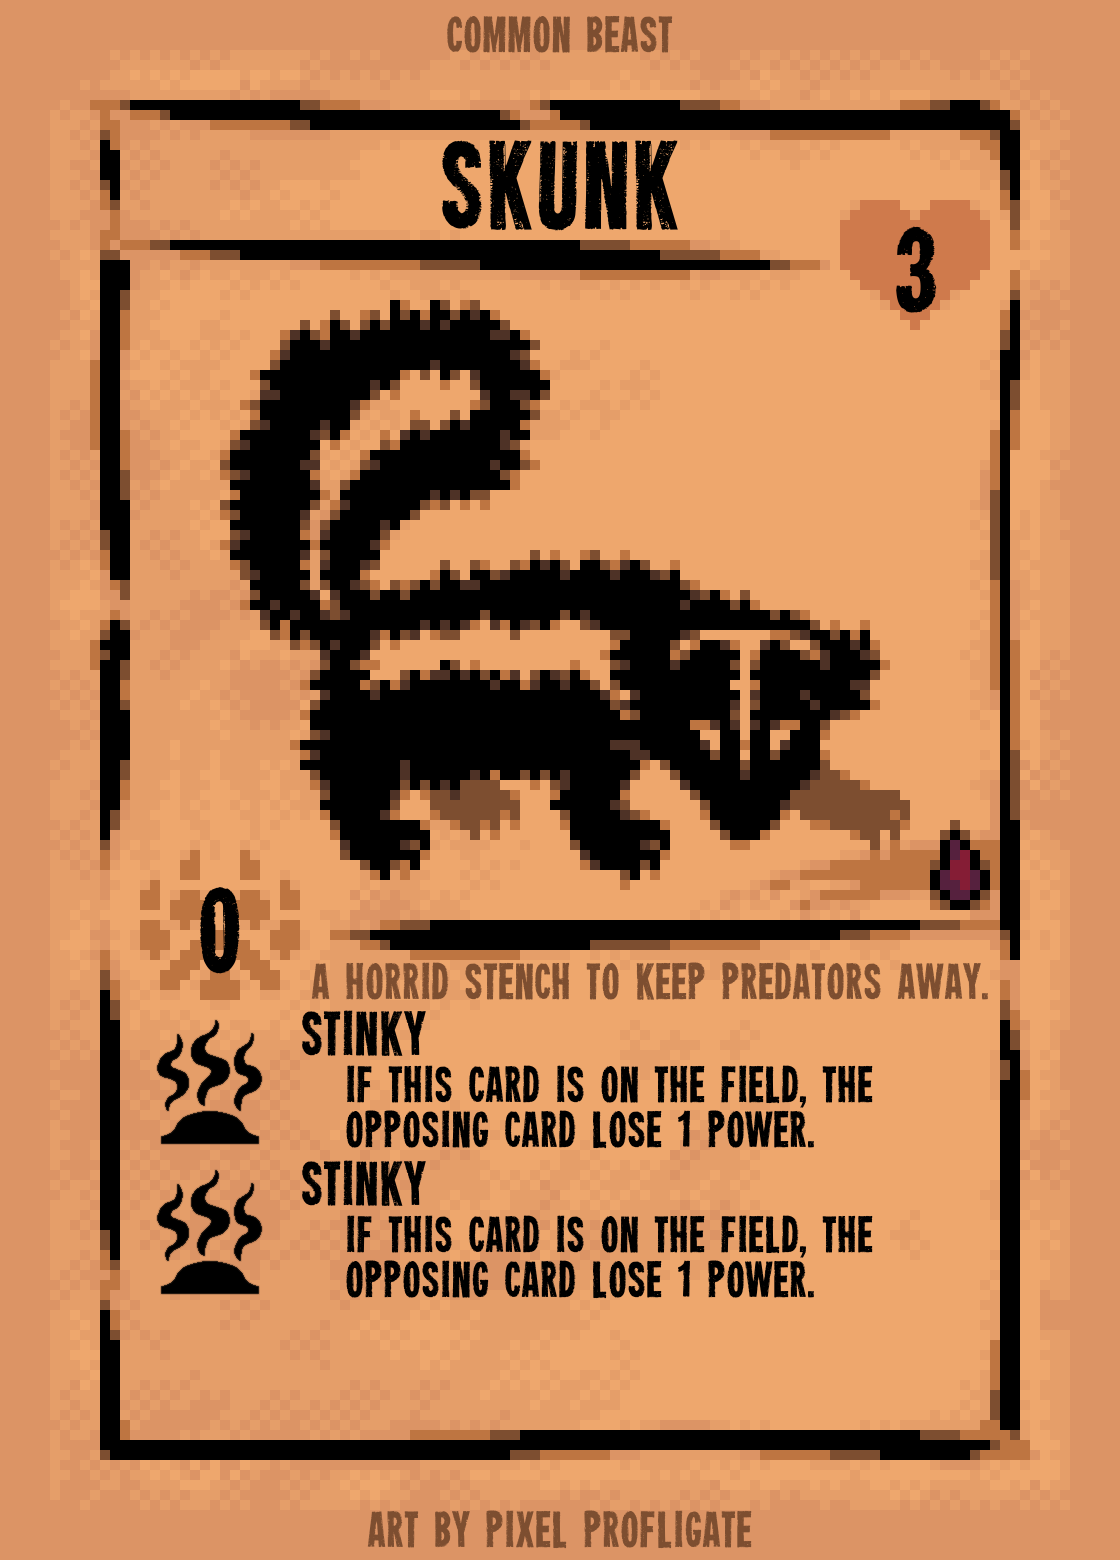 COMMON BEAST
SKUNK
3
0
A HORRID STENCH TO KEEP PREDATORS AWAY.
STINKY
IF THIS CARD IS ON THE FIELD, THE
OPPOSING CARD LOSE 1 POWER.
STINKY
IF THIS CARD IS ON THE FIELD, THE
OPPOSING CARD LOSE 1 POWER.
ART BY PIXEL PROFLIGATE